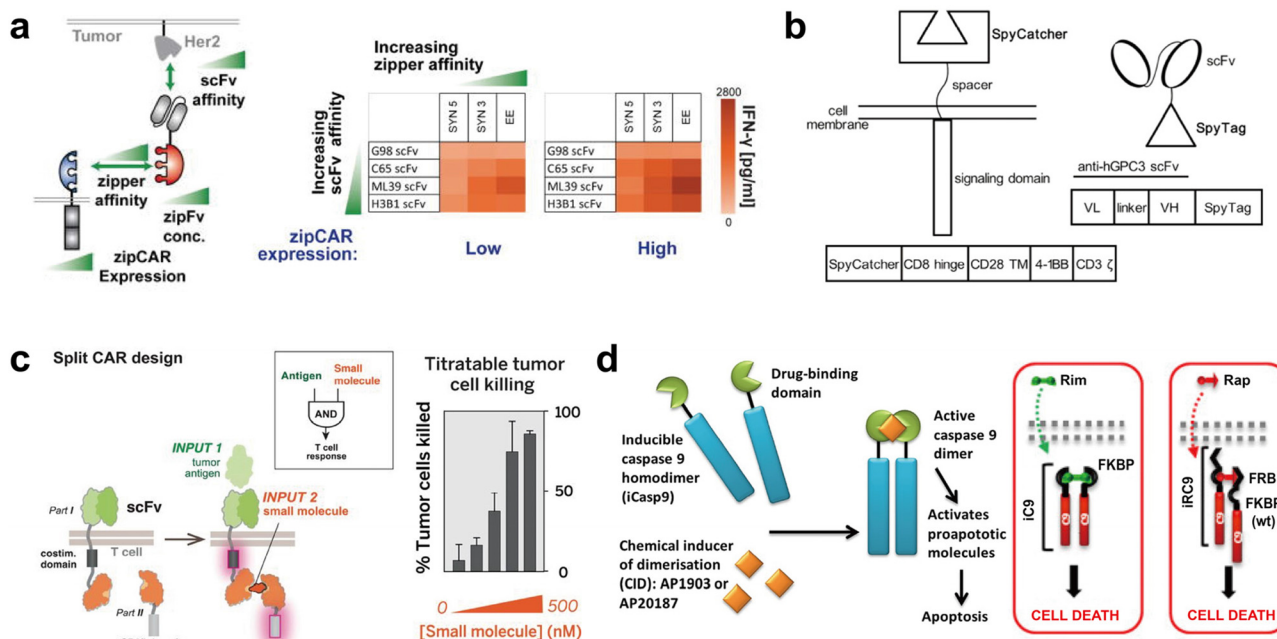 a
Tumor
Her2
scFv
affinity
zipper
affinity
zipFv
conc.
zipCAR
Expression
Increasing
zipper affinity
Increasing
scFv affinity
SYN 5
SYN 3
EE
G98 scFv
C65 scFv
ML39 scFv
H3B1 scFv
SYN 5
SYN 3
EE
G98 scFv
C65 scFv
ML39 scFv
H3B1 scFv
2800
0
IFN-γ [pg/ml]
zipCAR
expression:
Low
High
b
SpyCatcher
spacer
cell
membrane
signaling domain
SpyCatcher
CD8 hinge
CD28 TM
4-1BB
CD3 ζ
scFv
SpyTag
anti-hGPC3 scFv
VL
linker
VH
SpyTag
c
Split CAR design
Antigen
Small
molecule
AND
T cell
response
INPUT 1
tumor
antigen
Part I
scFv
INPUT 2
small molecule
costim.
domain
T cell
Part II
Titratable tumor
cell killing
% Tumor cells killed
100
50
0
0
500
[Small molecule] (nM)
d
Drug-binding
domain
Inducible
caspase 9
homodimer
(iCasp9)
Chemical inducer
of dimerisation
(CID): AP1903 or
AP20187
Active
caspase 9
dimer
Activates
proapototic
molecules
Apoptosis
Rim
FKBP
iC9
C9
CELL DEATH
Rap
FRB
FKBP
(wt)
iRC9
C9
C9
CELL DEATH